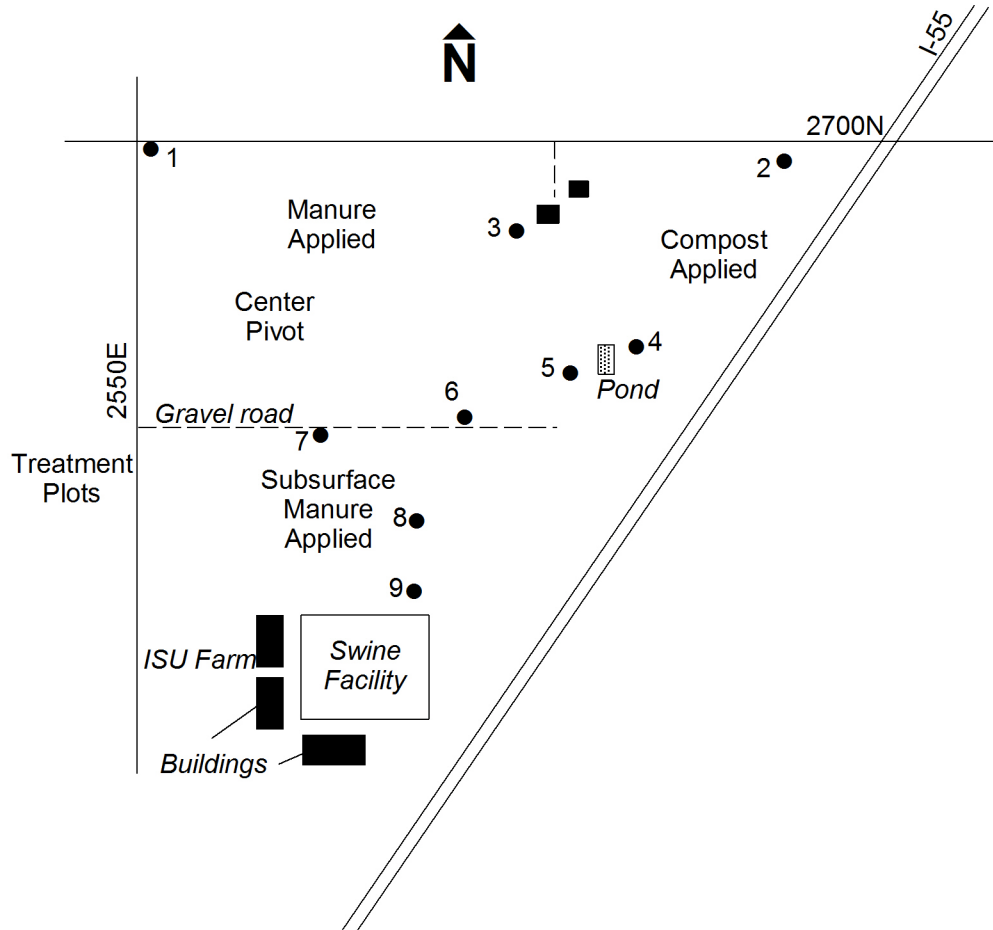 N
I-55
2700N
1
2
Manure
Applied
3
Compost
Applied
Center
Pivot
4
5
Pond
2550E
6
Gravel road
7
Treatment
Plots
Subsurface
Manure
Applied
8
9
ISU Farm
Swine
Facility
Buildings